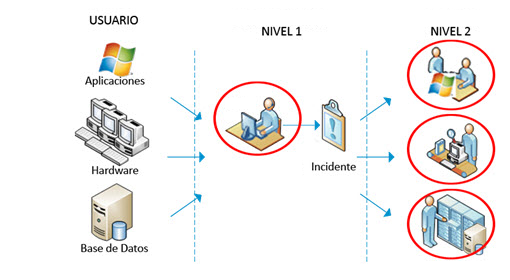 USUARIO
NIVEL 1
NIVEL 2
Aplicaciones
Hardware
Incidente
Base de Datos